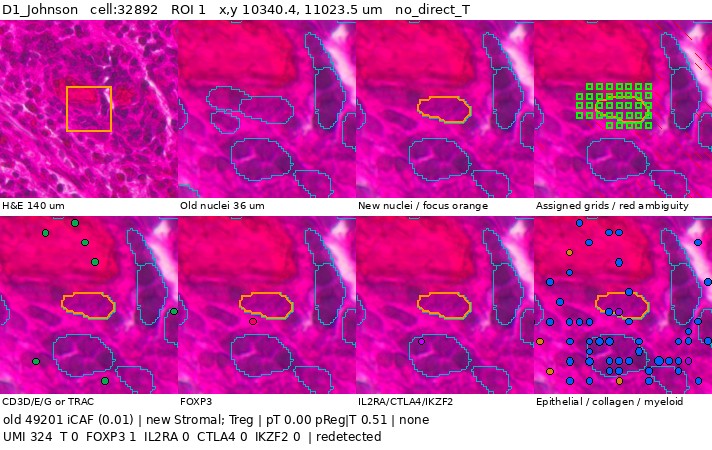 D1_Johnson cell:32892 ROI 1 x,y 10340.4, 11023.5 um no_direct_T
H&E 140 um
Old nuclei 36 um
New nuclei / focus orange
Assigned grids / red ambiguity
CD3D/E/G or TRAC
FOXP3
IL2RA/CTLA4/IKZF2
Epithelial / collagen / myeloid
old 49201 iCAF (0.01) | new Stromal; Treg | pT 0.00 pReg|T 0.51 | none
UMI 324 T 0 FOXP3 1 IL2RA 0 CTLA4 0 IKZF2 0 | redetected